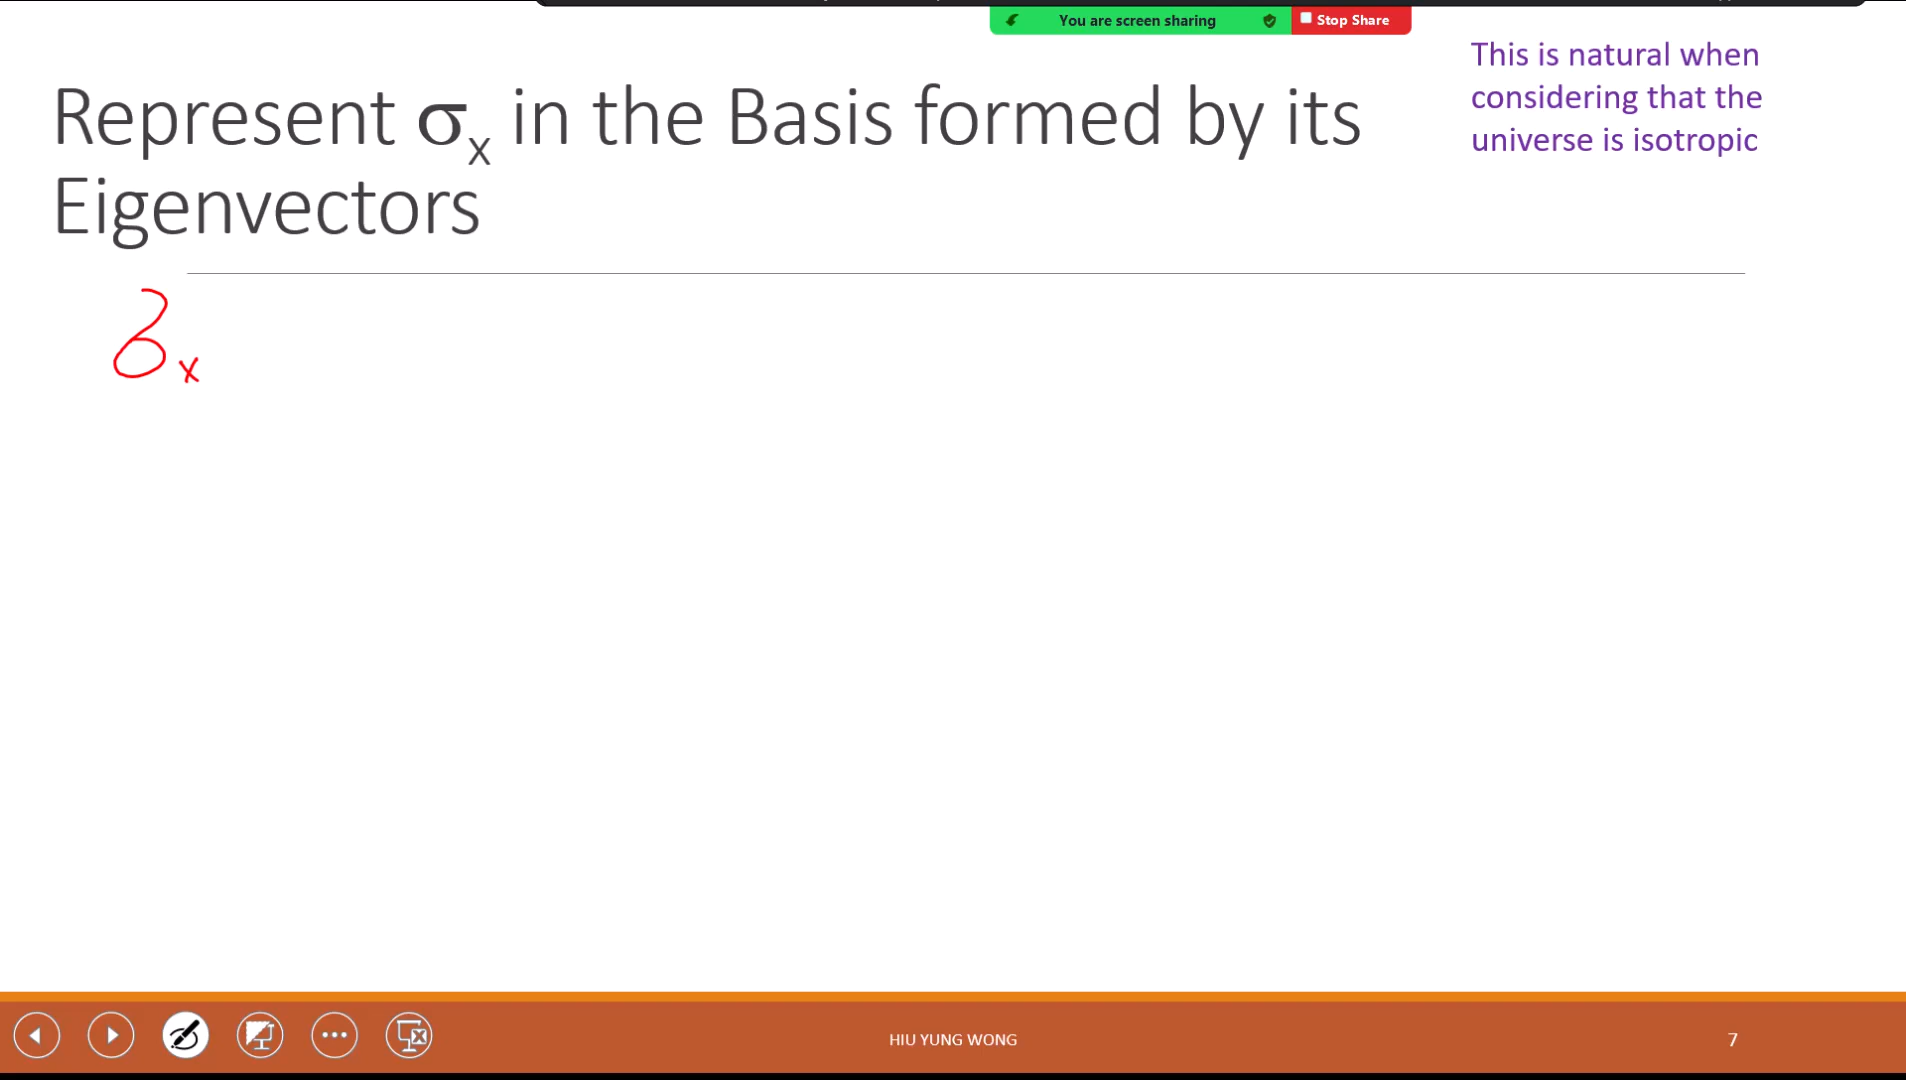 You are screen sharing
Stop Share
This is natural when
considering that the
universe is isotropic
Represent σx in the Basis formed by its
Eigenvectors
σx
HIU YUNG WONG
7